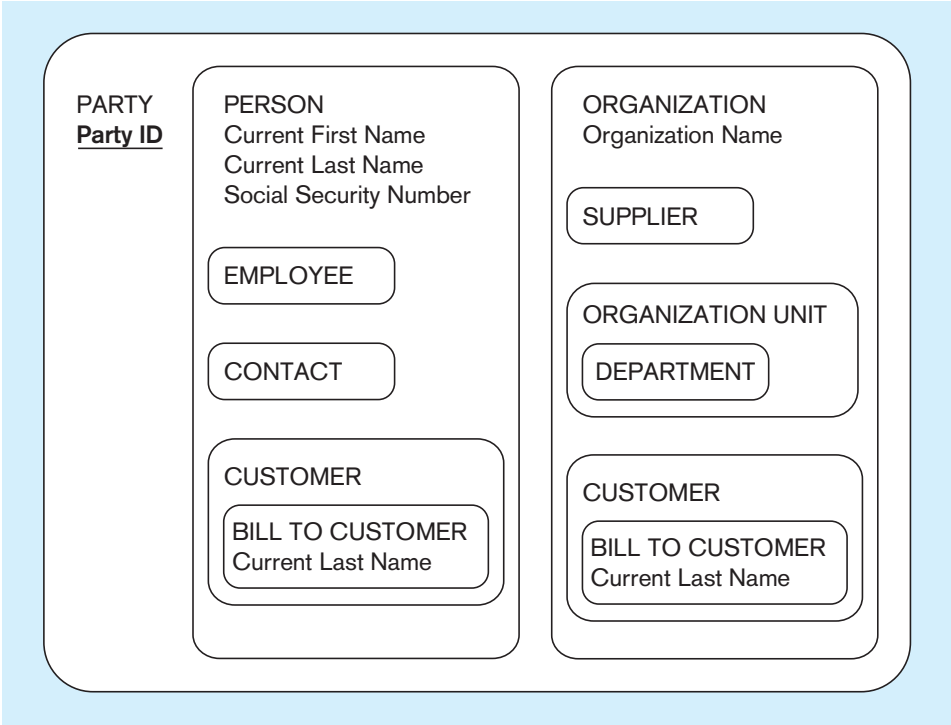 PARTY
Party ID
PERSON
Current First Name
Current Last Name
Social Security Number
EMPLOYEE
CONTACT
CUSTOMER
BILL TO CUSTOMER
Current Last Name
ORGANIZATION
Organization Name
SUPPLIER
ORGANIZATION UNIT
DEPARTMENT
CUSTOMER
BILL TO CUSTOMER
Current Last Name